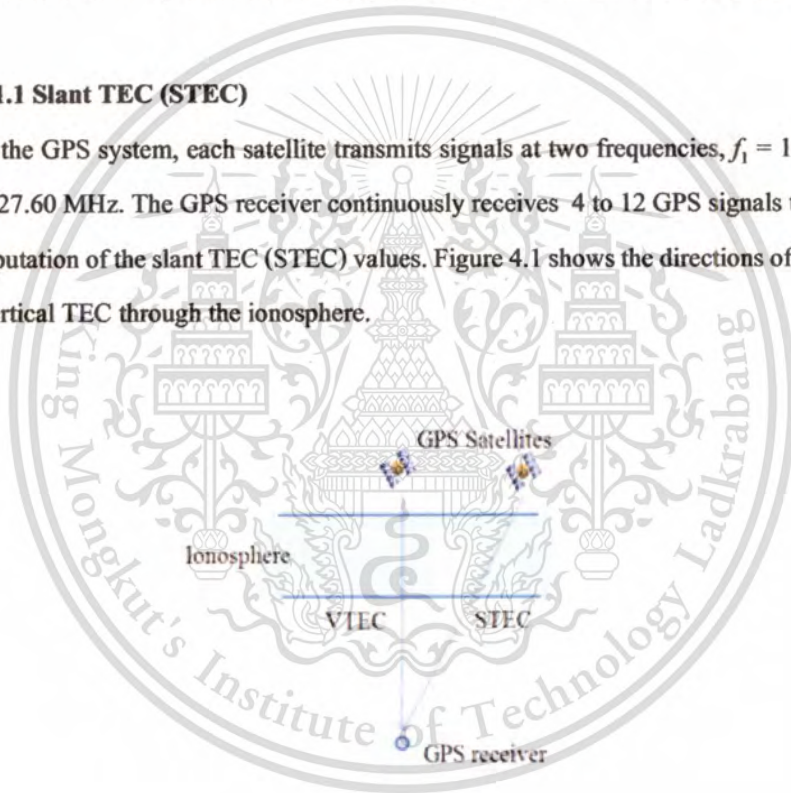 1.1 Slant TEC (STEC)
the GPS system, each satellite transmits signals at two frequencies, f₁ = 1
27.60 MHz. The GPS receiver continuously receives 4 to 12 GPS signals
putation of the slant TEC (STEC) values. Figure 4.1 shows the directions of
rtical TEC through the ionosphere.
GPS Satellites
Ionosphere
VTEC STEC
GPS receiver
King Mongkut's Institute of Technology Ladkrabang